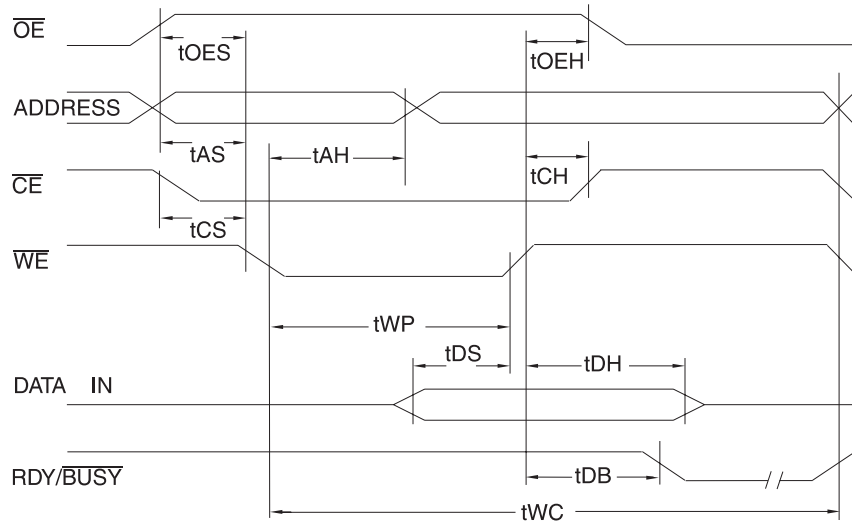 OE
tOES
tOEH
ADDRESS
tAS
tAH
tCH
CE
tCS
WE
tWP
tDS
tDH
DATA IN
RDY/BUSY
tDB
tWC